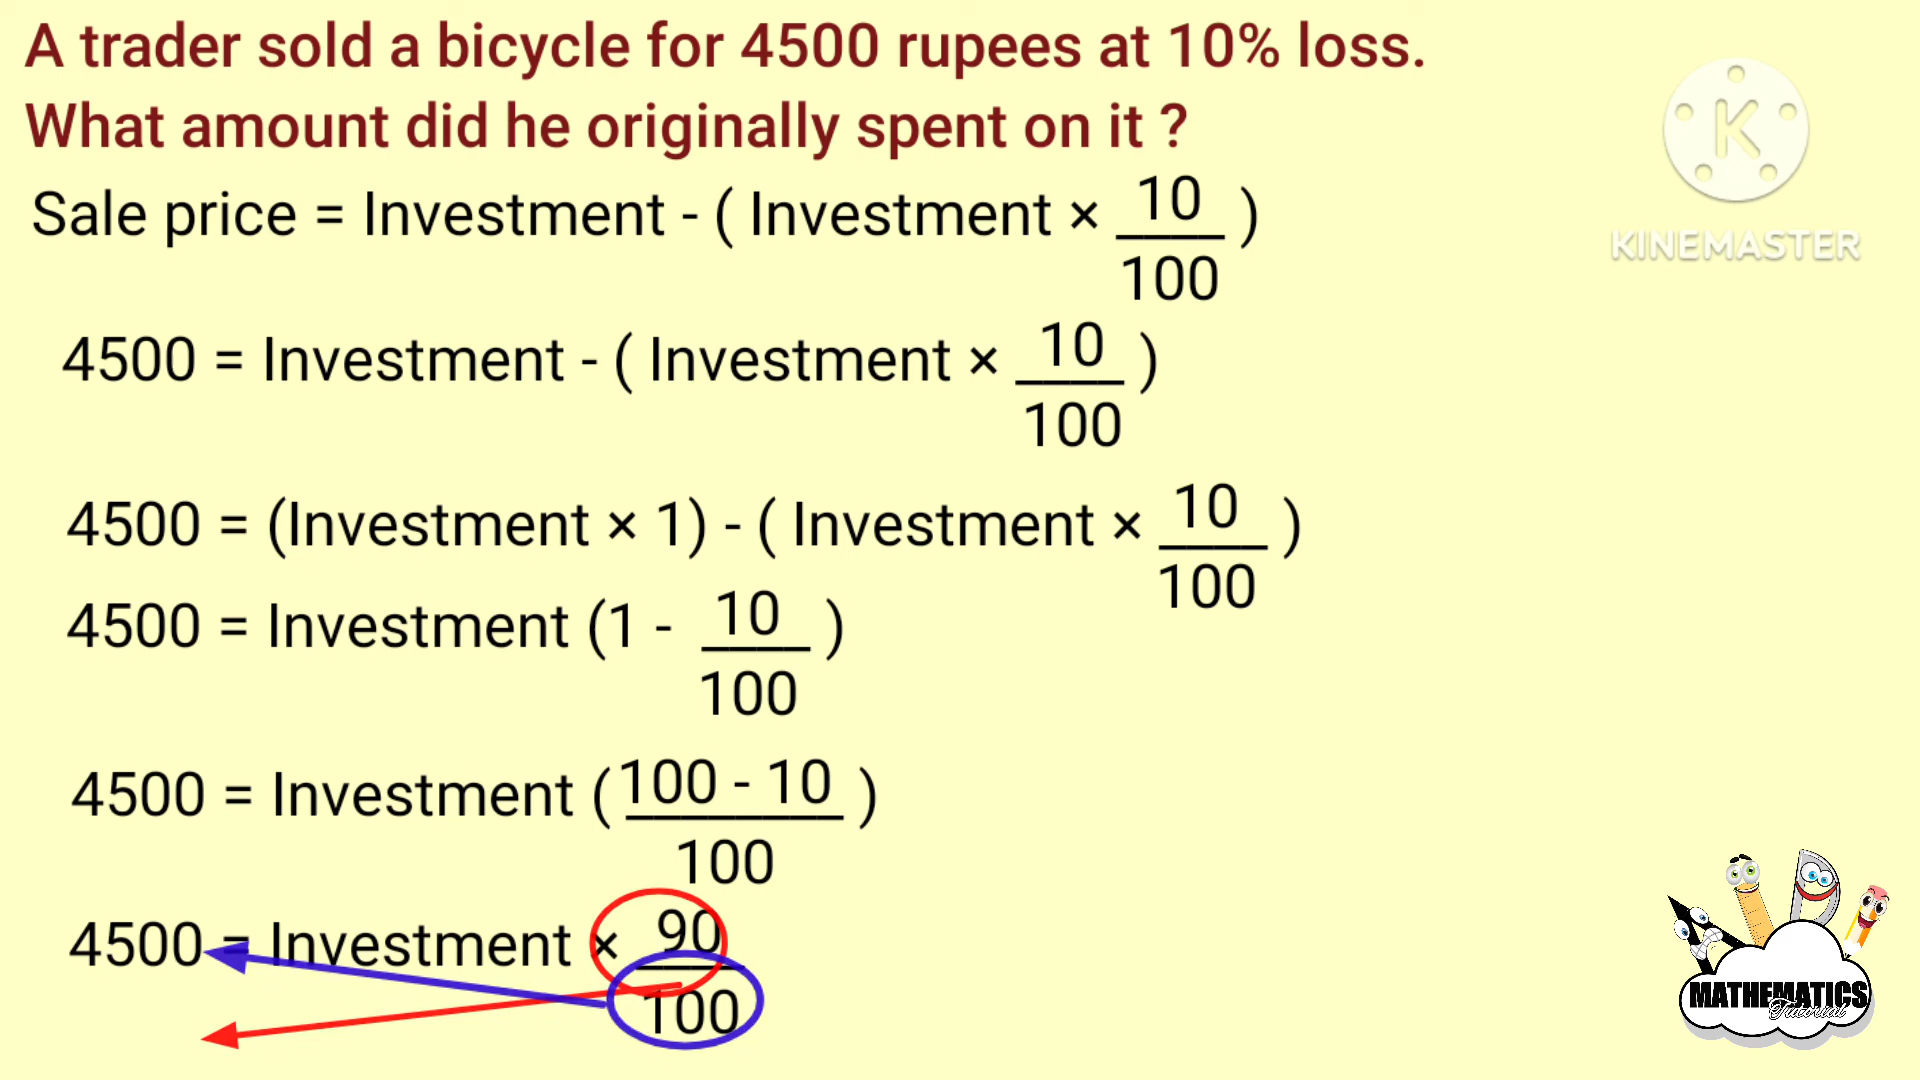 A trader sold a bicycle for 4500 rupees at 10% loss.
What amount did he originally spent on it ?
K
KINEMASTER
Sale price = Investment - ( Investment × 10/100 )
4500 = Investment - ( Investment × 10/100 )
4500 = (Investment × 1) - ( Investment × 10/100 )
4500 = Investment (1 - 10/100 )
4500 = Investment (100 - 10/100 )
4500 = Investment × 90/100
MATHEMATICS
Tutorial